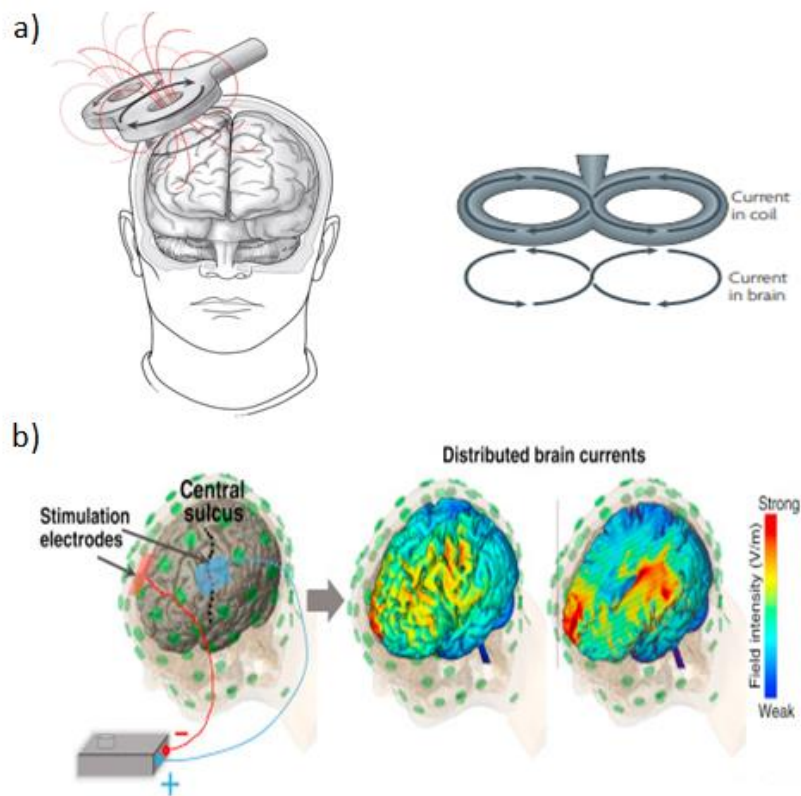 a)
Current
in coil
Current
in brain
b)
Distributed brain currents
Central
sulcus
Stimulation
electrodes
Strong
Field intensity (V/m)
Weak
-
+